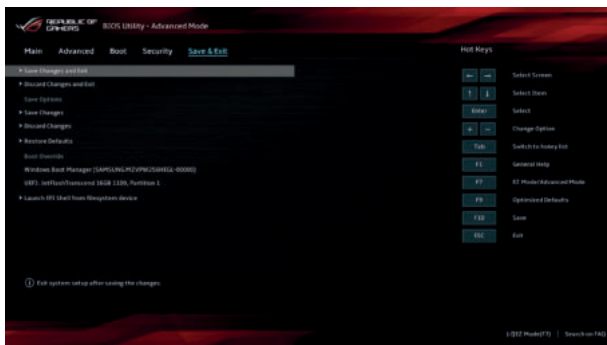 REPUBLIC OF
GAMERS
BIOS Utility - Advanced Mode
Main Advanced Boot Security Save & Exit
Hot Keys
Save Changes and Exit
Discard Changes and Exit
Save Options
Save Changes
Discard Changes
Restore Defaults
Boot Override
Windows Boot Manager
UEFI: JetFlashTranscend 16GB 1100, Partition 1
Launch EFI Shell from filesystem device
← → Select Screen
↑ ↓ Select Item
Enter Select
+ - Change Option
Tab Switch to hotkey list
F1 General Help
F7 EZ Mode/Advanced Mode
F9 Optimized Defaults
F10 Save
ESC Exit
Exit system setup after saving the changes.
EZ Mode(F7) | Search on FAQ